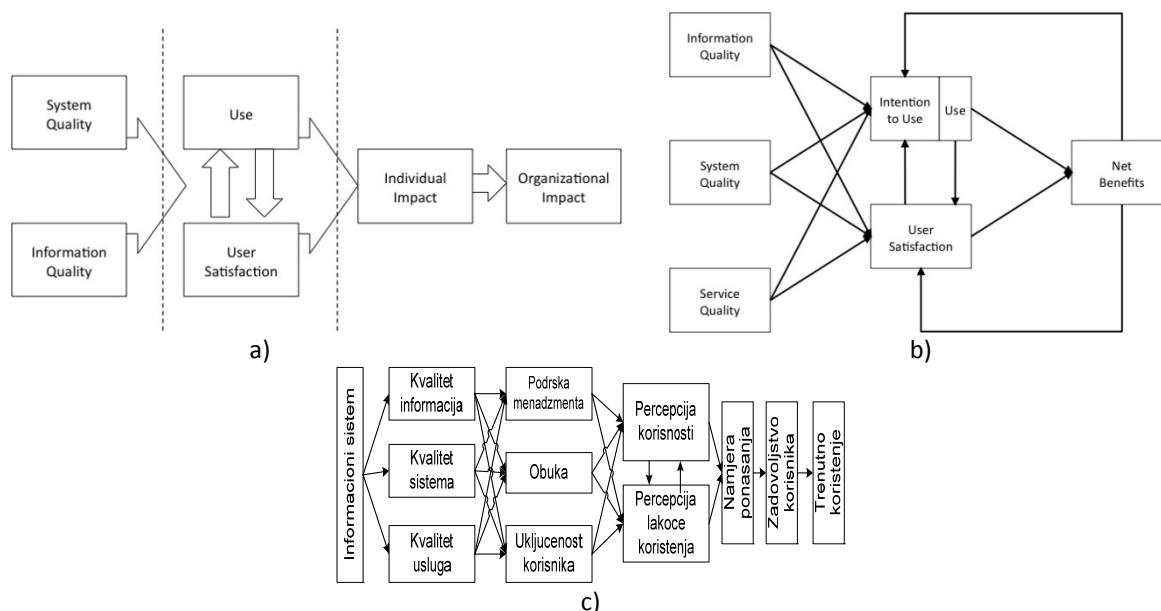 System
Quality
Use
Individual
Impact
Organizational
Impact
Information
Quality
User
Satisfaction
a)
Information
Quality
Intention
to Use
Use
System
Quality
Net
Benefits
User
Satisfaction
Service
Quality
b)
Informacioni sistem
Kvalitet
informacija
Kvalitet
sistema
Kvalitet
usluga
Podrska
menadzmenta
Obuka
Ukljucenost
korisnika
Percepcija
korisnosti
Percepcija
lakoce
koristenja
Namjera
ponasanja
Zadovoljstvo
korisnika
Trenutno
koristenje
c)